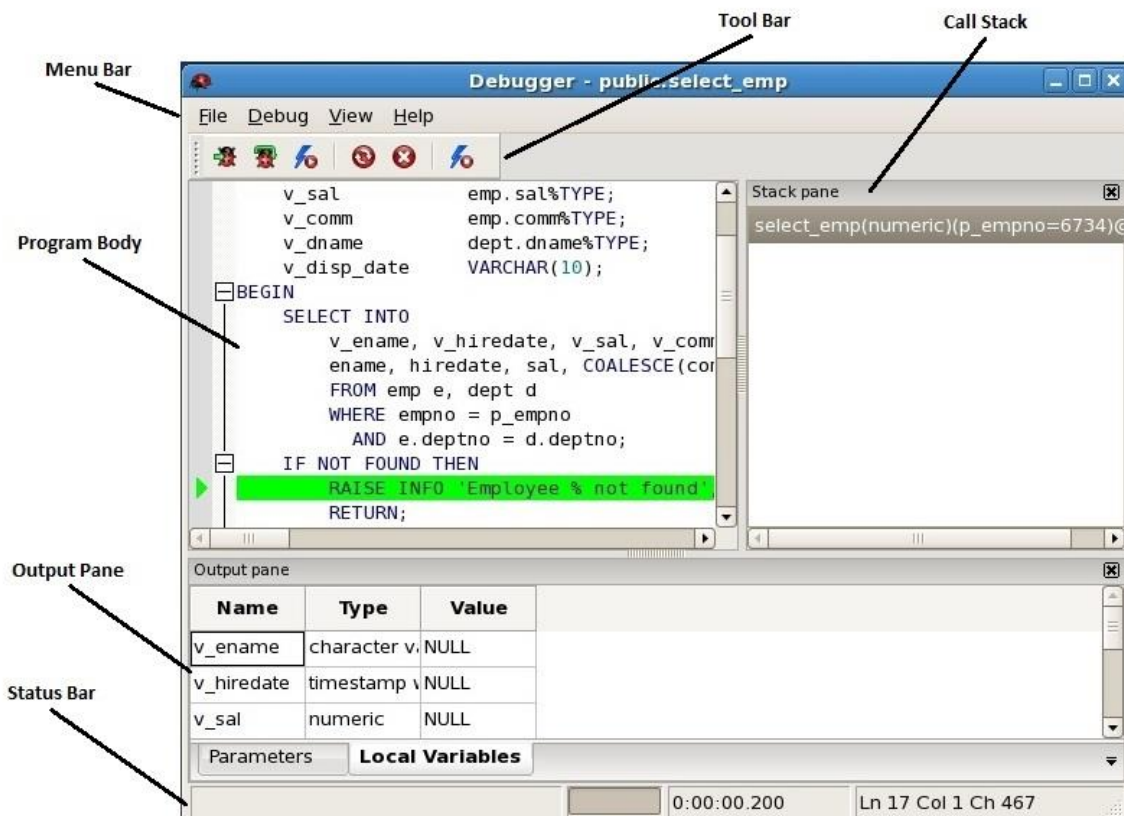 Tool Bar
Call Stack
Menu Bar
Debugger - public.select_emp
File Debug View Help
Stack pane
v_sal emp.sal%TYPE;
select_emp(numeric)(p_empno=6734)@
v_comm emp.comm%TYPE;
Program Body
v_dname dept.dname%TYPE;
v_disp_date VARCHAR(10);
BEGIN
SELECT INTO
v_ename, v_hiredate, v_sal, v_comm
ename, hiredate, sal, COALESCE(com
FROM emp e, dept d
WHERE empno = p_empno
AND e.deptno = d.deptno;
IF NOT FOUND THEN
RAISE INFO 'Employee % not found',
RETURN;
Output Pane
Output pane
Name Type Value
v_ename character va NULL
v_hiredate timestamp w NULL
Status Bar
v_sal numeric NULL
Parameters Local Variables
0:00:00.200 Ln 17 Col 1 Ch 467